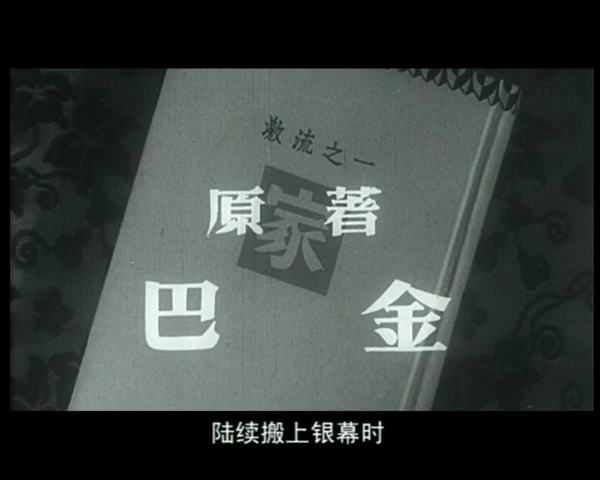 激流之一
家
原著
巴金
陆续搬上银幕时